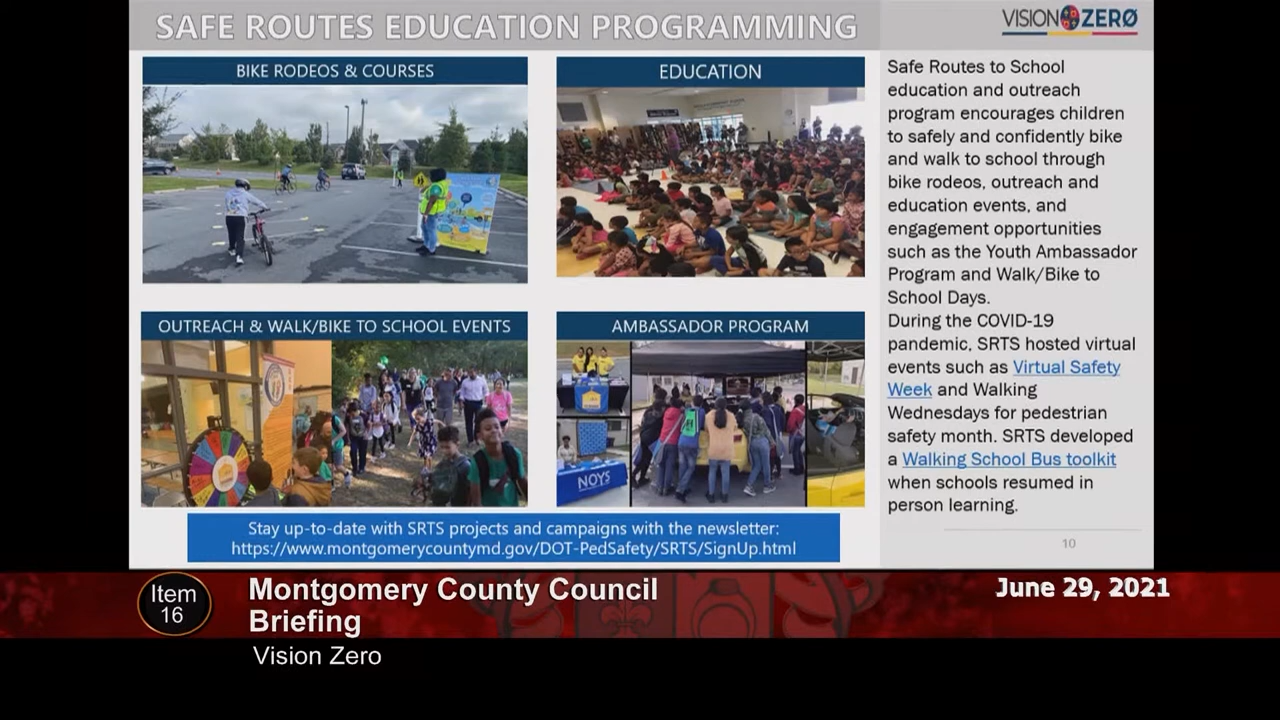 SAFE ROUTES EDUCATION PROGRAMMING
VISION ZERO
BIKE RODEOS & COURSES
EDUCATION
OUTREACH & WALK/BIKE TO SCHOOL EVENTS
AMBASSADOR PROGRAM
NOYS
Stay up-to-date with SRTS projects and campaigns with the newsletter:
https://www.montgomerycountymd.gov/DOT-PedSafety/SRTS/SignUp.html
Safe Routes to School
education and outreach
program encourages children
to safely and confidently bike
and walk to school through
bike rodeos, outreach and
education events, and
engagement opportunities
such as the Youth Ambassador
Program and Walk/Bike to
School Days.
During the COVID-19
pandemic, SRTS hosted virtual
events such as Virtual Safety
Week and Walking
Wednesdays for pedestrian
safety month. SRTS developed
a Walking School Bus toolkit
when schools resumed in
person learning.
10
Item
16
Montgomery County Council
Briefing
Vision Zero
June 29, 2021